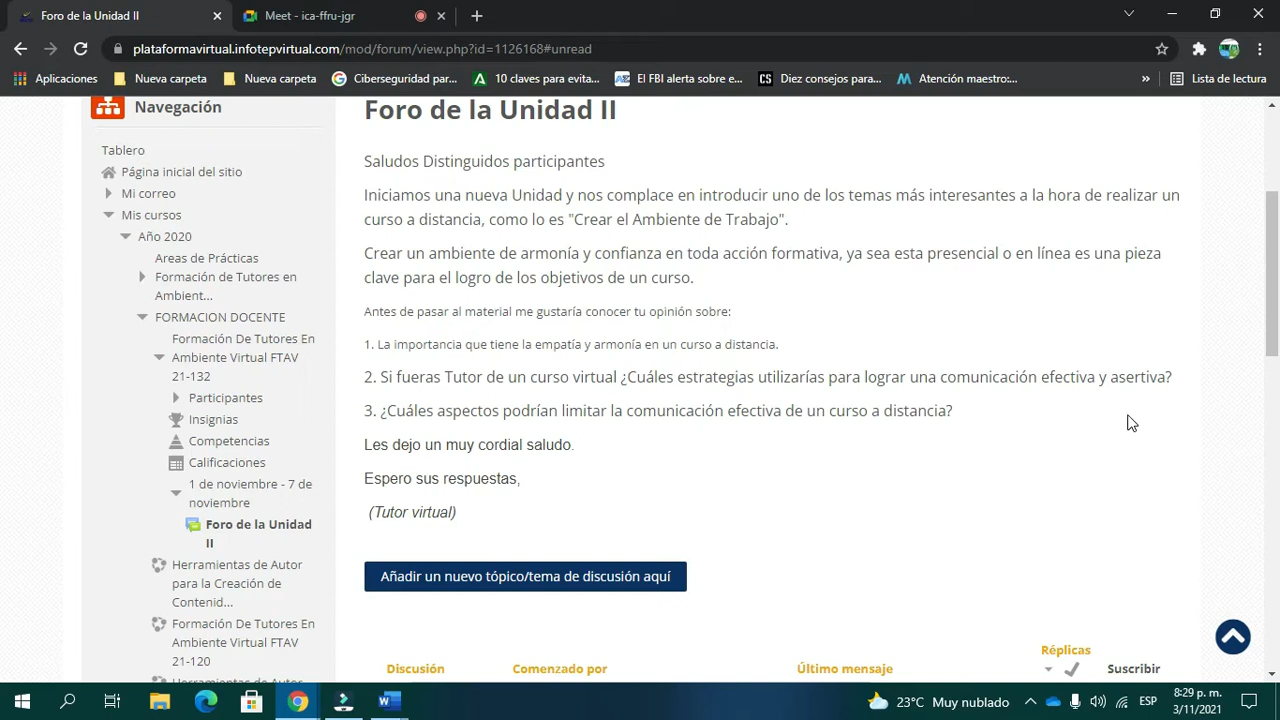 Foro de la Unidad II
Meet - ica-ffru-jgr
plataformavirtual.infotepvirtual.com/mod/forum/view.php?id=1126168#unread
Aplicaciones
Nueva carpeta
Nueva carpeta
Ciberseguridad par...
10 claves para evita...
El FBI alerta sobre e...
Diez consejos para...
Atención maestro:...
»
Lista de lectura
Navegación
Tablero
Página inicial del sitio
Mi correo
Mis cursos
Año 2020
Areas de Prácticas
Formación de Tutores en
Ambient...
FORMACION DOCENTE
Formación De Tutores En
Ambiente Virtual FTAV
21-132
Participantes
Insignias
Competencias
Calificaciones
1 de noviembre - 7 de
noviembre
Foro de la Unidad
II
Herramientas de Autor
para la Creación de
Contenid...
Formación De Tutores En
Ambiente Virtual FTAV
21-120
Foro de la Unidad II
Saludos Distinguidos participantes
Iniciamos una nueva Unidad y nos complace en introducir uno de los temas más interesantes a la hora de realizar un
curso a distancia, como lo es "Crear el Ambiente de Trabajo".
Crear un ambiente de armonía y confianza en toda acción formativa, ya sea esta presencial o en línea es una pieza
clave para el logro de los objetivos de un curso.
Antes de pasar al material me gustaría conocer tu opinión sobre:
1. La importancia que tiene la empatía y armonía en un curso a distancia.
2. Si fueras Tutor de un curso virtual ¿Cuáles estrategias utilizarías para lograr una comunicación efectiva y asertiva?
3. ¿Cuáles aspectos podrían limitar la comunicación efectiva de un curso a distancia?
Les dejo un muy cordial saludo.
Espero sus respuestas,
(Tutor virtual)
Añadir un nuevo tópico/tema de discusión aquí
Discusión
Comenzado por
Último mensaje
Réplicas
Suscribir
23°C Muy nublado
ESP
8:29 p. m.
3/11/2021